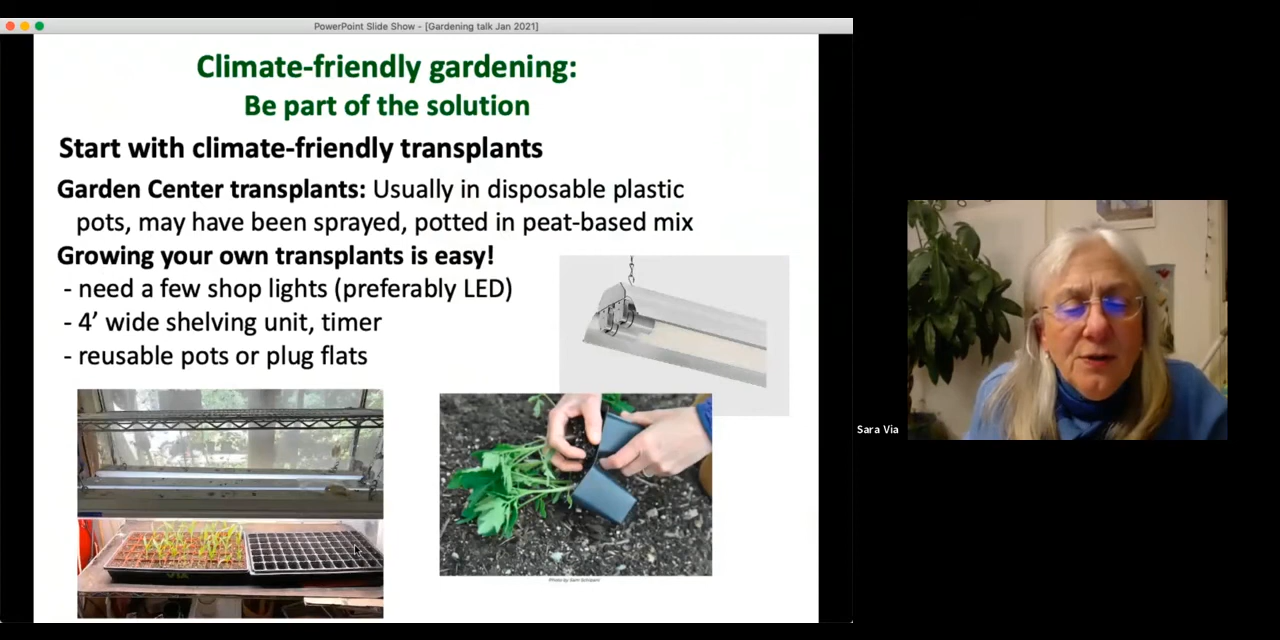 PowerPoint Slide Show - [Gardening talk Jan 2021]
Climate-friendly gardening:
Be part of the solution
Start with climate-friendly transplants
Garden Center transplants: Usually in disposable plastic
pots, may have been sprayed, potted in peat-based mix
Growing your own transplants is easy!
- need a few shop lights (preferably LED)
- 4’ wide shelving unit, timer
- reusable pots or plug flats
Sara Via